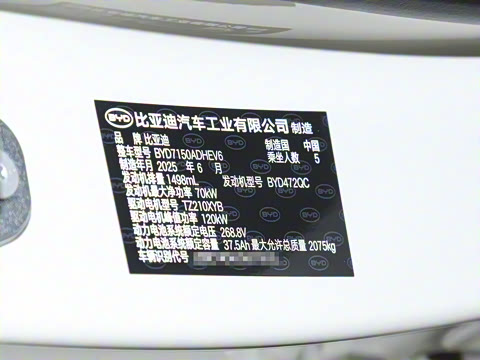 BYD 比亚迪汽车工业有限公司 制造
品 牌 比亚迪 制造国 中国
整车型号 BYD7150ADHEV6 乘坐人数 5
制造年月 2025 年 6 月
发动机排量 1498mL 发动机型号 BYD472QC
发动机最大净功率 70kW
驱动电机型号 TZ210XYB
驱动电机峰值功率 120kW
动力电池系统额定电压 268.8V
动力电池系统额定容量 37.5Ah 最大允许总质量 2075kg
车辆识别代号